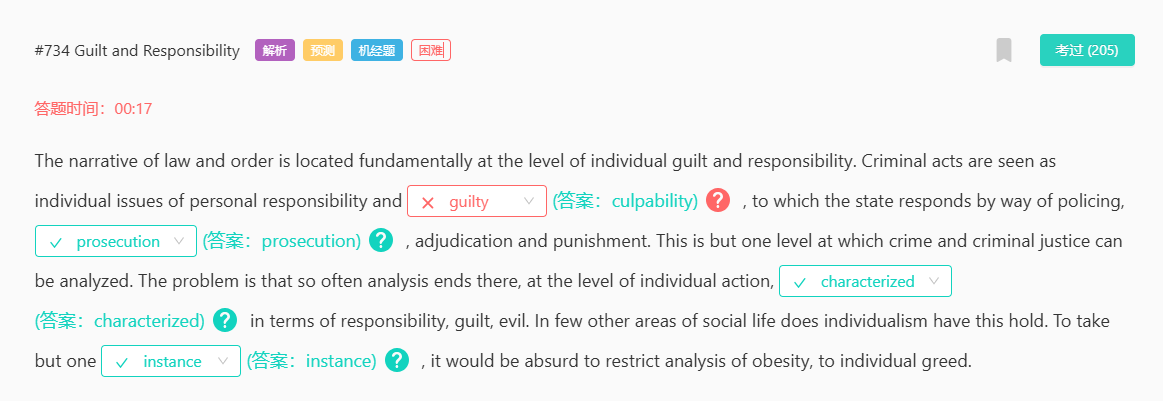 #734 Guilt and Responsibility 解析 预测 机经题 困难 考过 (205)
答题时间：00:17
The narrative of law and order is located fundamentally at the level of individual guilt and responsibility. Criminal acts are seen as
individual issues of personal responsibility and guilty (答案：culpability) ? , to which the state responds by way of policing,
prosecution (答案：prosecution) ? , adjudication and punishment. This is but one level at which crime and criminal justice can
be analyzed. The problem is that so often analysis ends there, at the level of individual action, characterized
(答案：characterized) ? in terms of responsibility, guilt, evil. In few other areas of social life does individualism have this hold. To take
but one instance (答案：instance) ? , it would be absurd to restrict analysis of obesity, to individual greed.